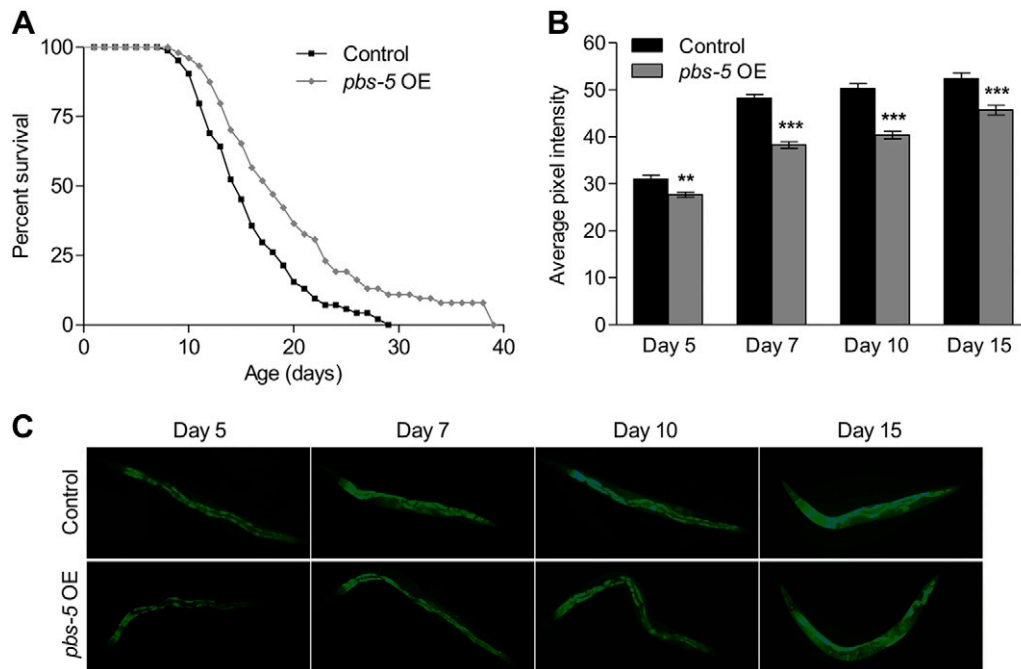 A
Percent survival
100
75
50
25
0
0 10 20 30 40
Age (days)
Control
pbs-5 OE
B
Average pixel intensity
60
50
40
30
20
10
0
Control
pbs-5 OE
**
***
***
***
Day 5 Day 7 Day 10 Day 15
C
Day 5 Day 7 Day 10 Day 15
Control
pbs-5 OE